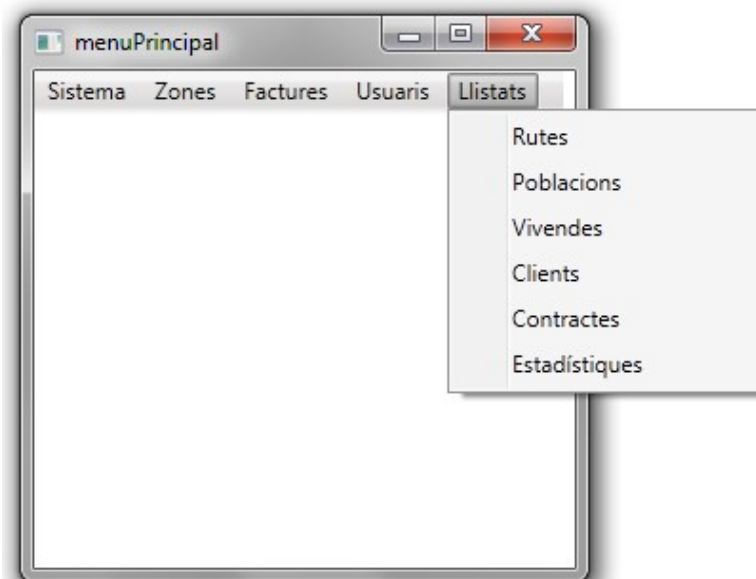 menuPrincipal
Sistema Zones Factures Usuaris Llistats
Rutes
Poblacions
Vivendes
Clients
Contractes
Estadístiques